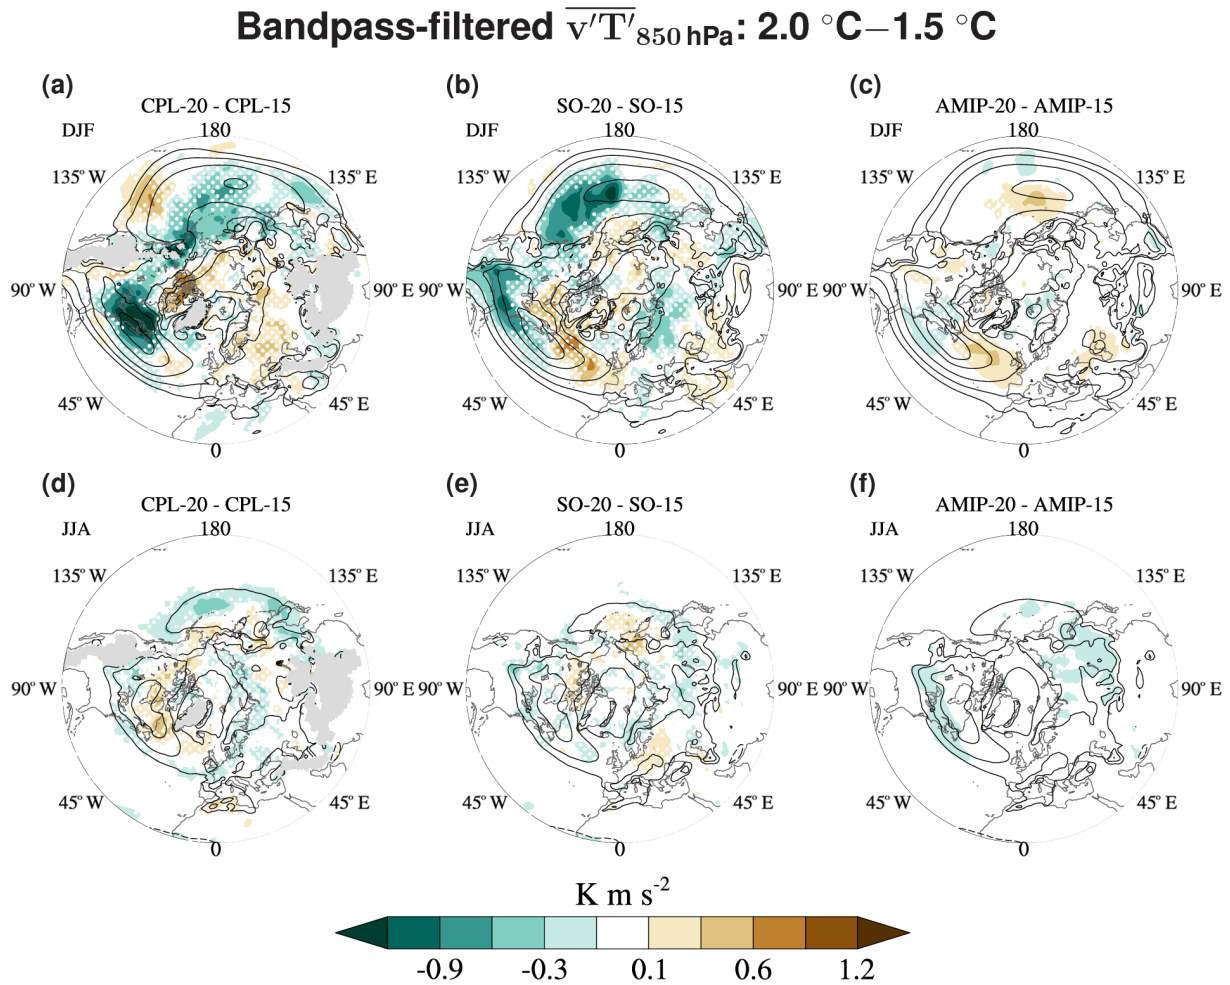 Bandpass-filtered v′T′ 850 hPa: 2.0 °C−1.5 °C
(a) (b) (c)
CPL-20 - CPL-15 SO-20 - SO-15 AMIP-20 - AMIP-15
DJF 180 DJF 180 DJF 180
135° W 135° E 135° W 135° E 135° W 135° E
90° W 90° E 90° W 90° E 90° W 90° E
45° W 45° E 45° W 45° E 45° W 45° E
0 0 0
(d) (e) (f)
CPL-20 - CPL-15 SO-20 - SO-15 AMIP-20 - AMIP-15
JJA 180 JJA 180 JJA 180
135° W 135° E 135° W 135° E 135° W 135° E
90° W 90° E 90° W 90° E 90° W 90° E
45° W 45° E 45° W 45° E 45° W 45° E
0 0 0
K m s-2
-0.9 -0.3 0.1 0.6 1.2